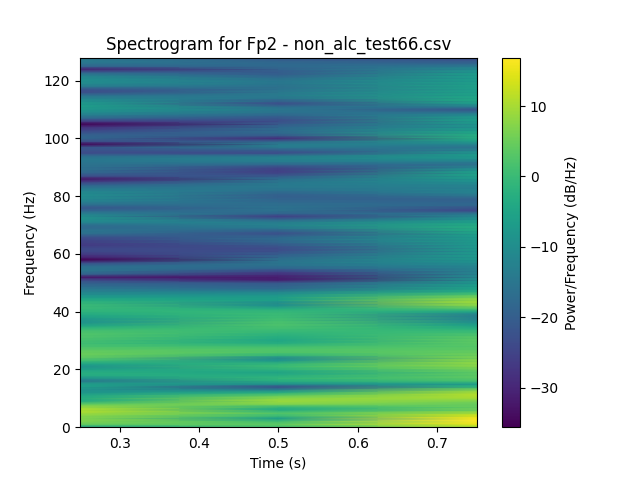 Spectrogram for Fp2 - non_alc_test66.csv
120
100
80
60
40
20
0
Frequency (Hz)
0.3 0.4 0.5 0.6 0.7
Time (s)
10
0
−10
−20
−30
Power/Frequency (dB/Hz)